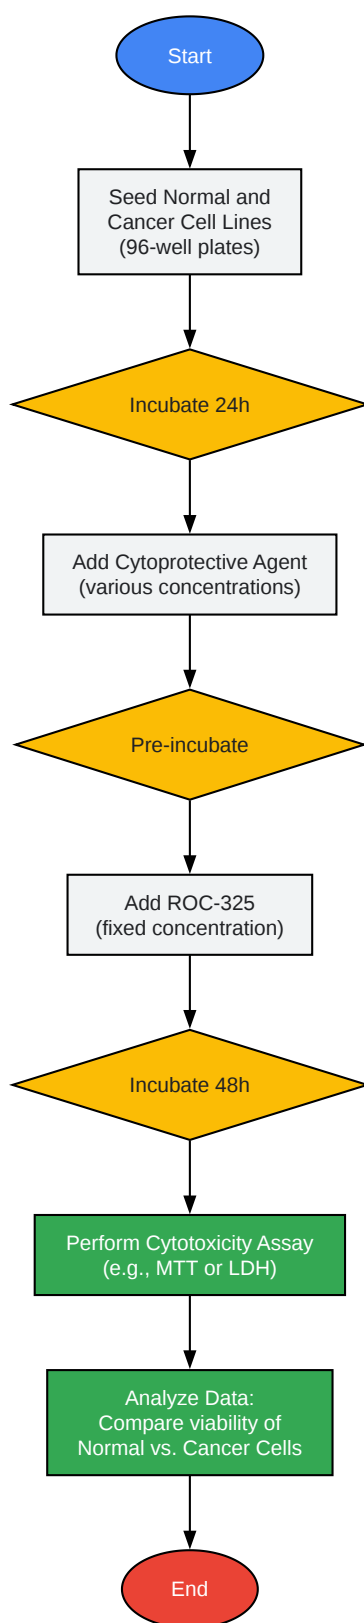 Start
Seed Normal and
Cancer Cell Lines
(96-well plates)
Incubate 24h
Add Cytoprotective Agent
(various concentrations)
Pre-incubate
Add ROC-325
(fixed concentration)
Incubate 48h
Perform Cytotoxicity Assay
(e.g., MTT or LDH)
Analyze Data:
Compare viability of
Normal vs. Cancer Cells
End